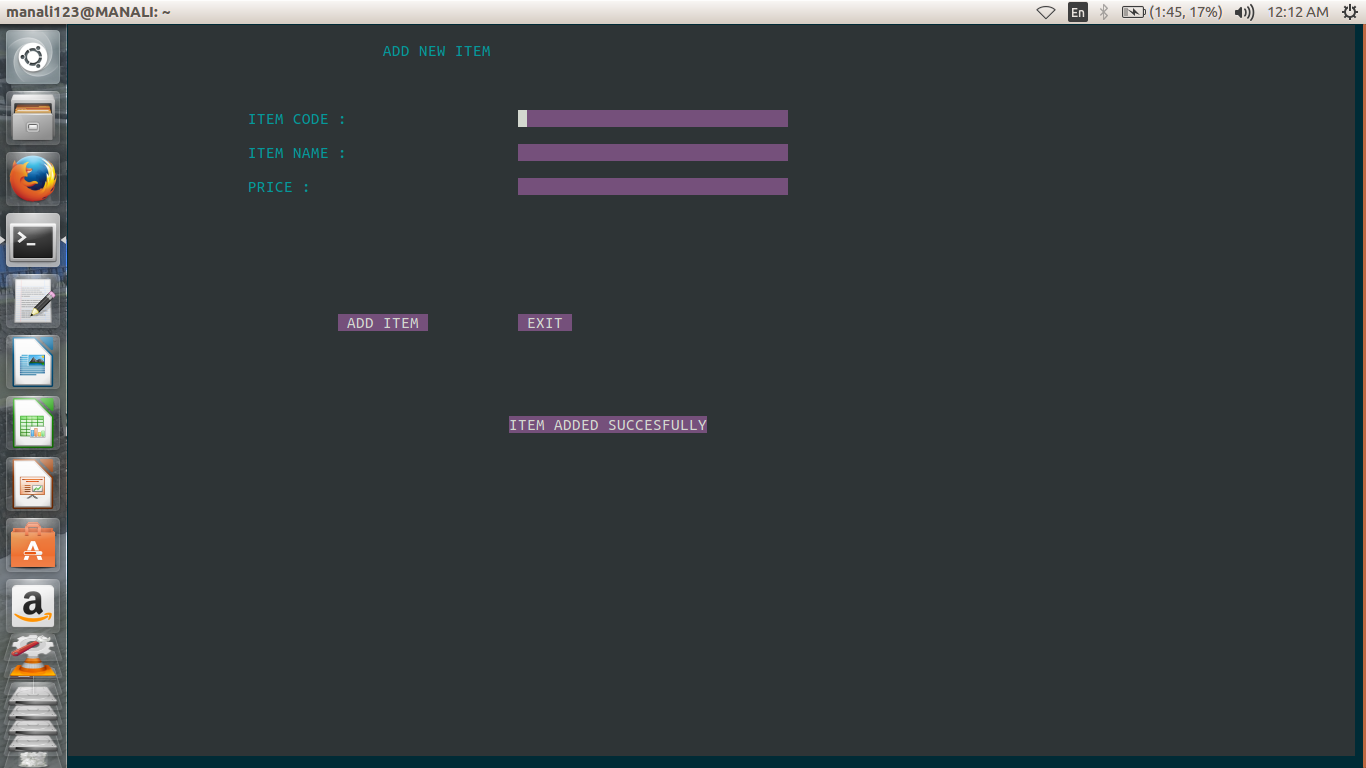 manali123@MANALI: ~
En
(1:45, 17%)
12:12 AM
ADD NEW ITEM
ITEM CODE :
ITEM NAME :
PRICE :
ADD ITEM
EXIT
ITEM ADDED SUCCESFULLY
>_
A
a